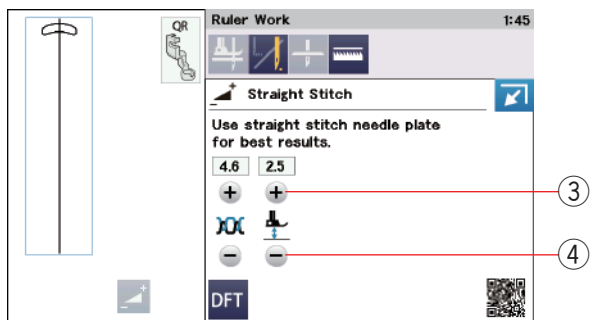 QR
Ruler Work 1:45
Straight Stitch
Use straight stitch needle plate
for best results.
4.6 2.5
③
④
DFT